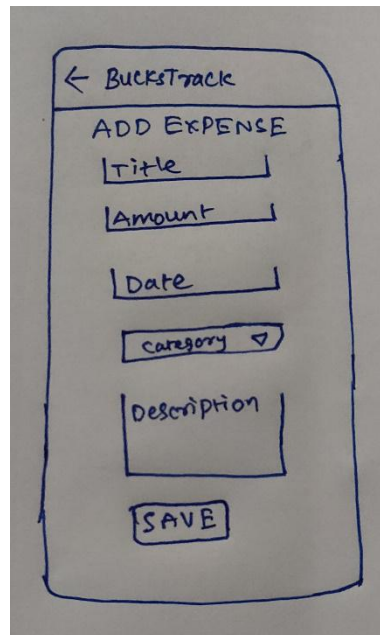 ← BucksTrack
ADD EXPENSE
Title
Amount
Date
Category
Description
SAVE